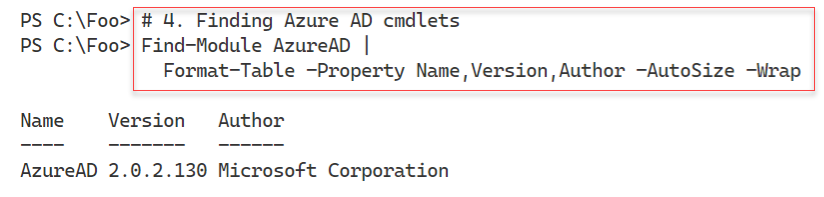 PS C:\Foo> # 4. Finding Azure AD cmdlets
PS C:\Foo> Find-Module AzureAD |
Format-Table -Property Name,Version,Author -AutoSize -Wrap
Name Version Author
---- ------- ------
AzureAD 2.0.2.130 Microsoft Corporation